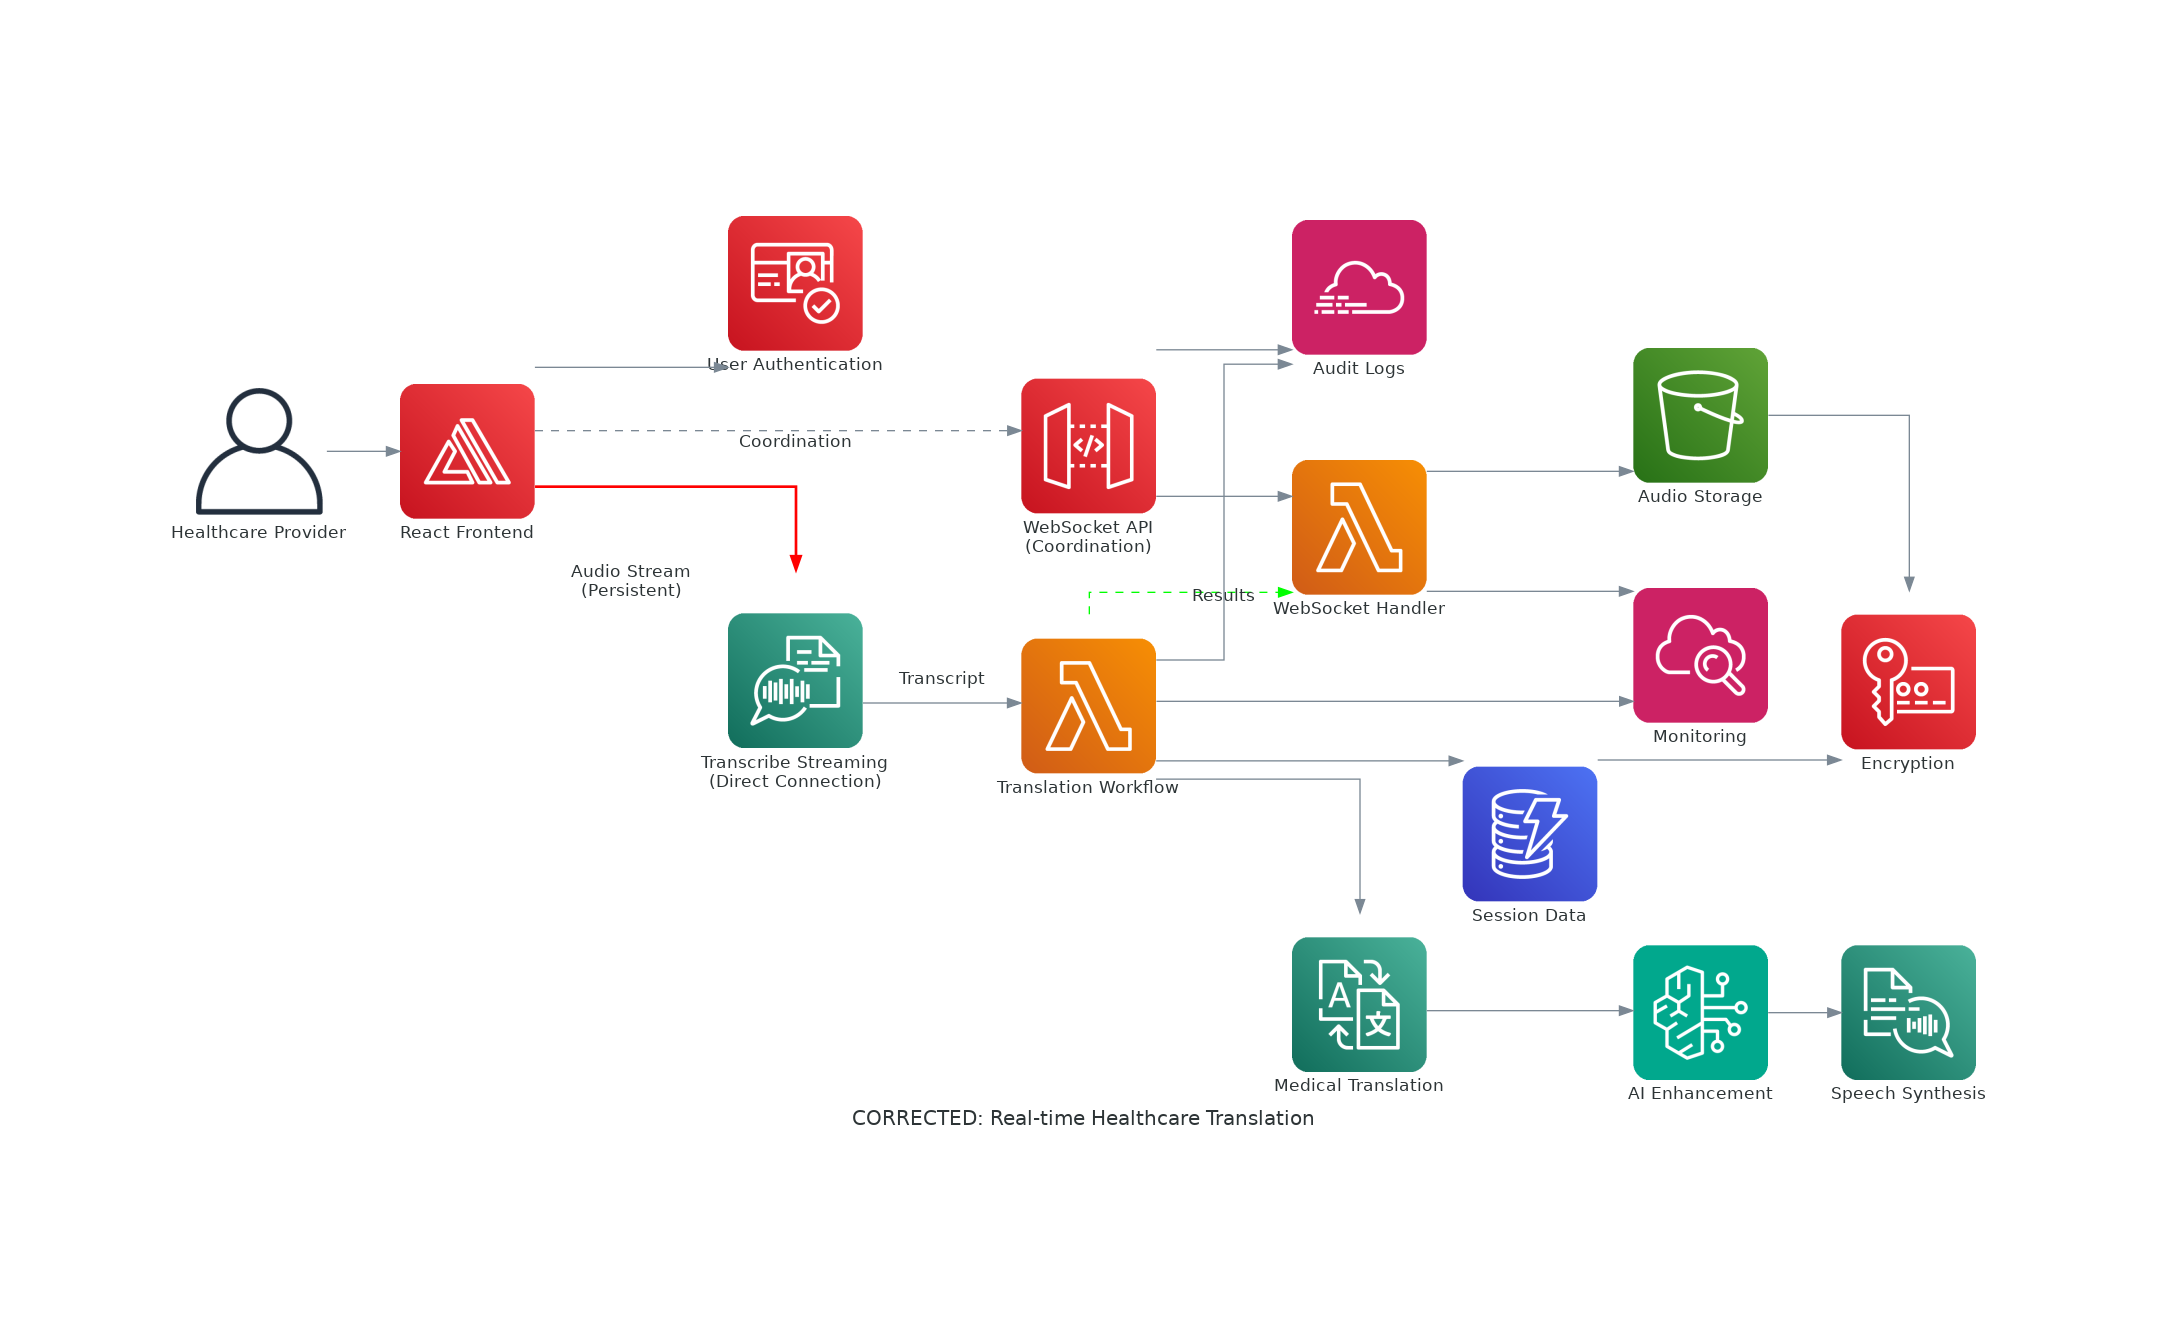 User Authentication
Audit Logs
Coordination
Healthcare Provider
React Frontend
WebSocket API
(Coordination)
Audio Storage
Audio Stream
(Persistent)
Results
WebSocket Handler
Transcript
Transcribe Streaming
(Direct Connection)
Translation Workflow
Monitoring
Encryption
Session Data
A
文
Medical Translation
AI Enhancement
Speech Synthesis
CORRECTED: Real-time Healthcare Translation